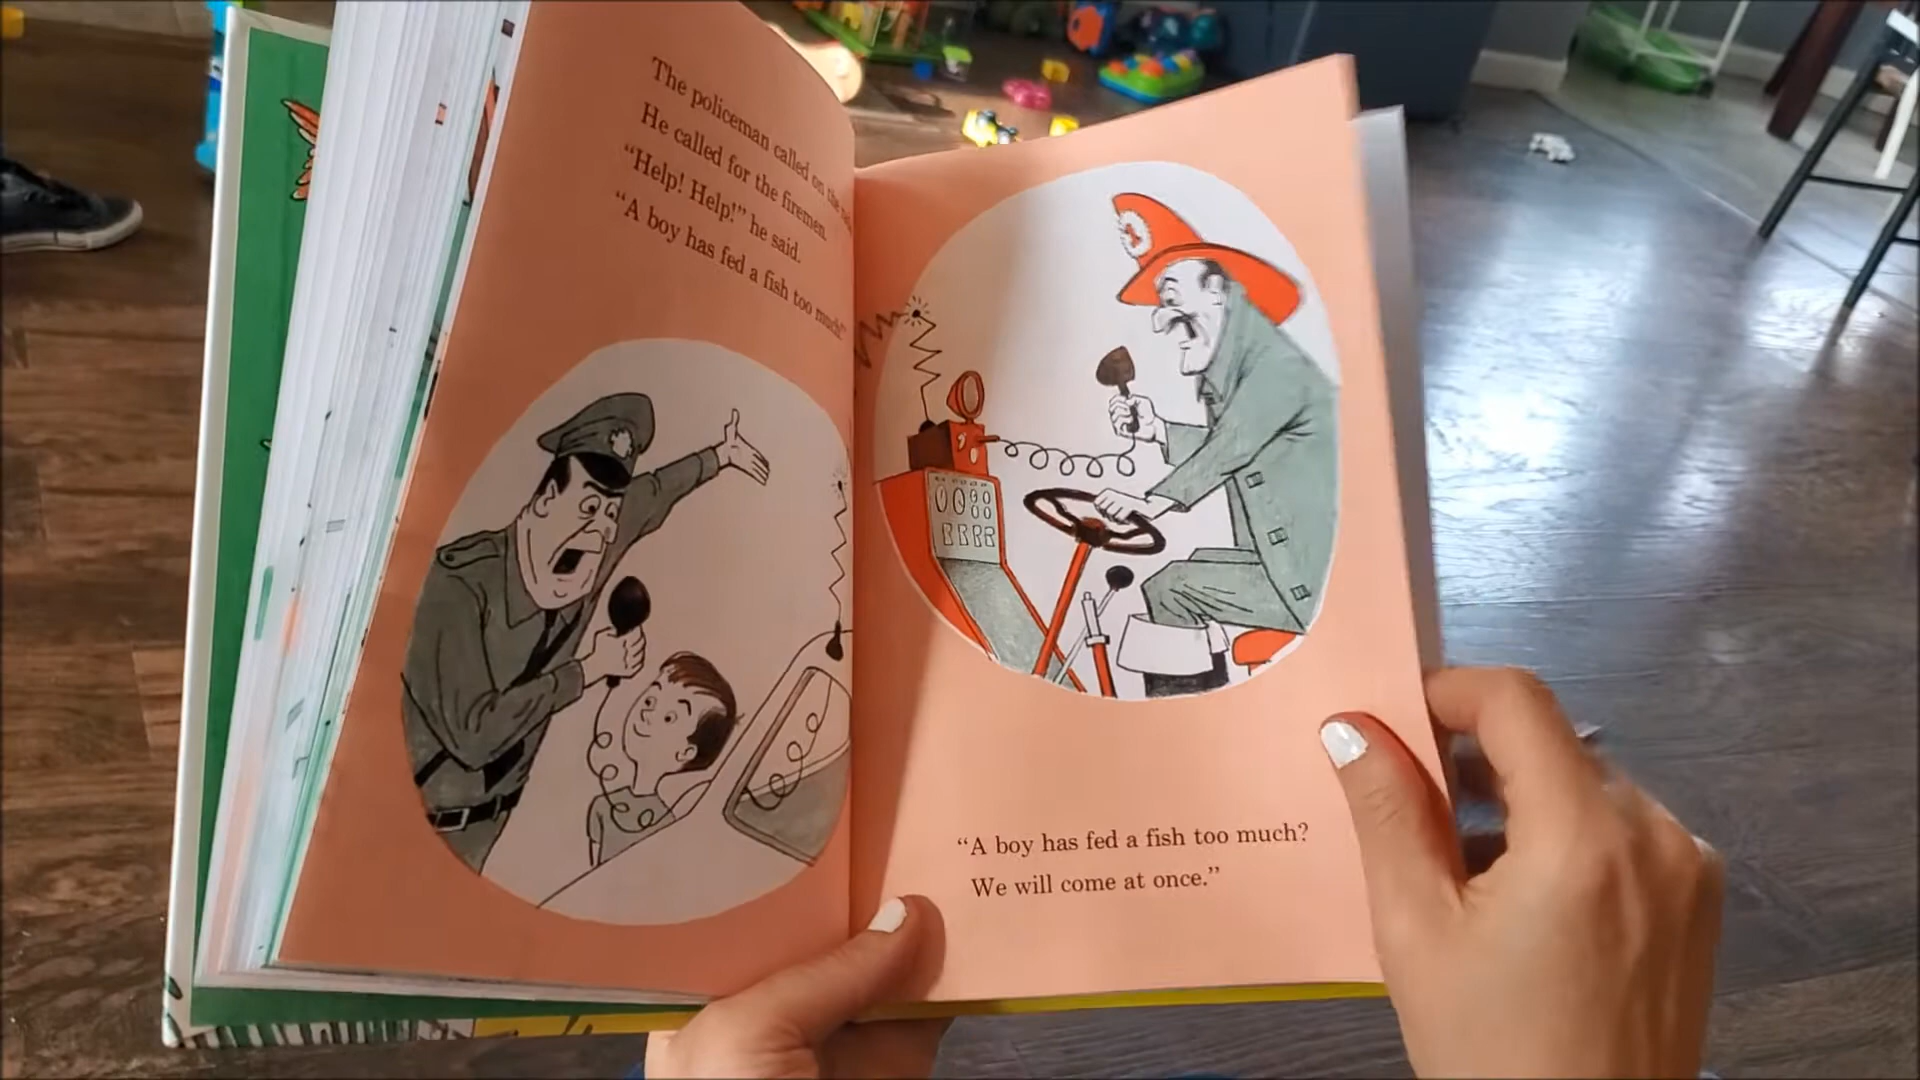 The policeman called on the
He called for the firemen.
“Help! Help!” he said.
“A boy has fed a fish too much!”
“A boy has fed a fish too much?
We will come at once.”